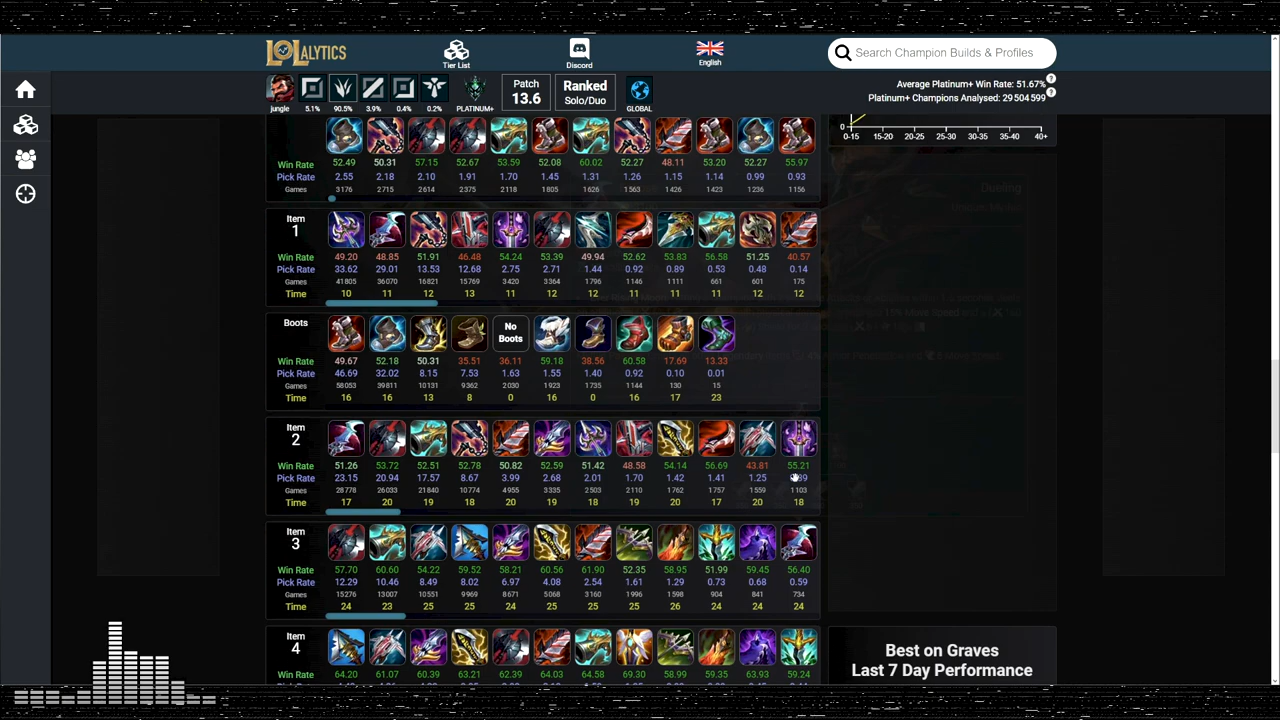 LOLALYTICS
Tier List
Discord
English
Search Champion Builds & Profiles
jungle
5.1% 90.5% 3.9% 0.4% 0.2%
PLATINUM+
Patch
13.6
Ranked
Solo/Duo
GLOBAL
Average Platinum+ Win Rate: 51.67% ?
Platinum+ Champions Analysed: 29 504 599 ?
0
0-15 15-20 20-25 25-30 30-35 35-40 40+
Win Rate 52.49 50.31 57.15 52.67 53.59 52.08 60.02 52.27 48.11 53.20 52.27 55.97
Pick Rate 2.55 2.18 2.10 1.91 1.70 1.45 1.31 1.26 1.15 1.14 0.99 0.93
Games 3176 2715 2614 2375 2118 1805 1626 1563 1426 1423 1236 1156
Item
1
Win Rate 49.20 48.85 51.91 46.48 54.24 53.39 49.94 52.62 53.83 56.58 51.25 40.57
Pick Rate 33.62 29.01 13.53 12.68 2.75 2.71 1.44 0.92 0.89 0.53 0.48 0.14
Games 41805 36070 16821 15769 3420 3364 1796 1146 1111 661 601 175
Time 10 11 12 13 11 12 12 11 11 11 12 12
Boots
No
Boots
Win Rate 49.67 52.18 50.31 35.51 36.11 59.18 38.56 60.58 17.69 13.33
Pick Rate 46.69 32.02 8.15 7.53 1.63 1.55 1.40 0.92 0.10 0.01
Games 58053 39811 10131 9362 2030 1923 1735 1144 130 15
Time 16 16 13 8 0 16 0 16 17 23
Item
2
Win Rate 51.26 53.72 52.51 52.78 50.82 52.59 51.42 48.58 54.14 56.69 43.81 55.21
Pick Rate 23.15 20.94 17.57 8.67 3.99 2.68 2.01 1.70 1.42 1.41 1.25
Games 28778 26033 21840 10774 4955 3335 2503 2110 1762 1757 1559 1103
Time 17 20 19 18 20 19 18 19 20 19 20 18
Item
3
Win Rate 57.70 60.60 54.22 59.52 58.21 60.56 61.90 52.35 58.95 51.99 59.45 56.40
Pick Rate 12.29 10.46 8.49 8.02 6.97 4.08 2.54 1.61 1.29 0.73 0.68 0.59
Games 15276 13007 10551 9969 8671 5068 3160 1996 1598 904 841 734
Time 24 23 25 25 24 25 25 25 26 24 24 24
Item
4
Win Rate 64.20 61.07 60.39 63.21 62.39 64.03 64.58 69.30 58.99 59.35 63.93 59.24
Best on Graves
Last 7 Day Performance